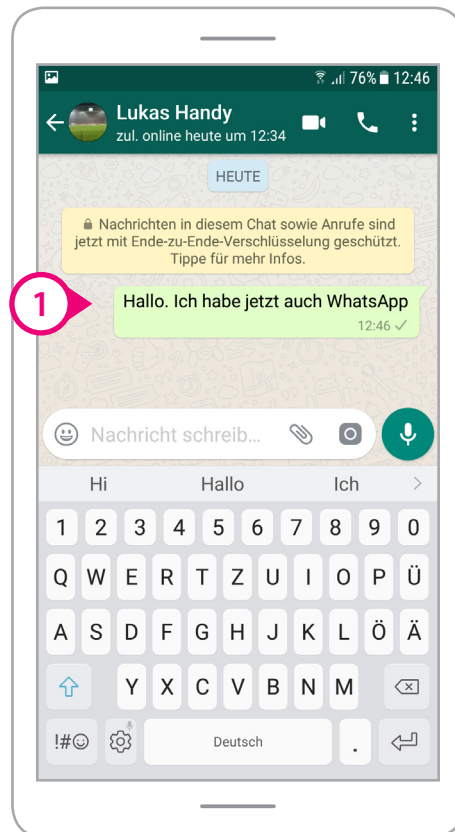 76% 12:46
Lukas Handy
zul. online heute um 12:34
HEUTE
Nachrichten in diesem Chat sowie Anrufe sind
jetzt mit Ende-zu-Ende-Verschlüsselung geschützt.
Tippe für mehr Infos.
1
Hallo. Ich habe jetzt auch WhatsApp
12:46
Nachricht schreib...
Hi Hallo Ich
1 2 3 4 5 6 7 8 9 0
Q W E R T Z U I O P Ü
A S D F G H J K L Ö Ä
Y X C V B N M
!#☺ Deutsch .